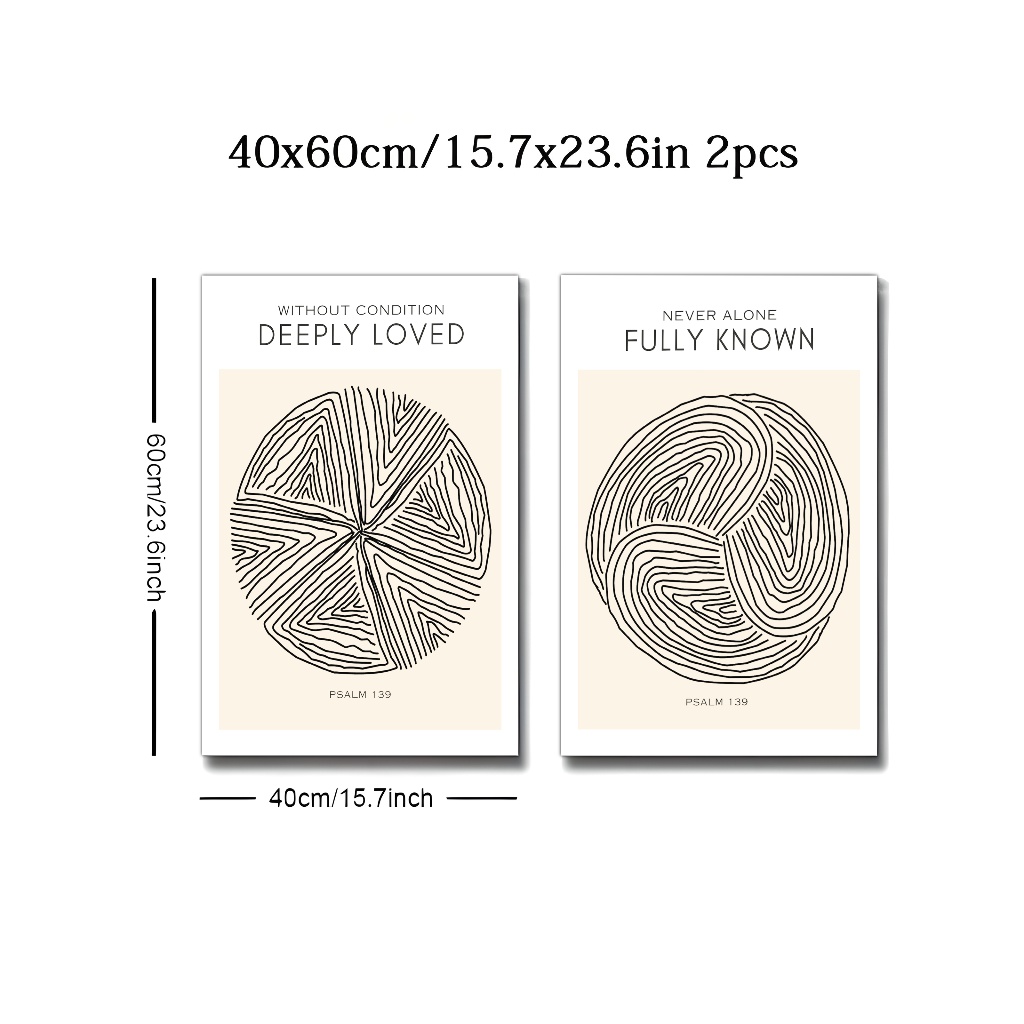 40x60cm/15.7x23.6in 2pcs
WITHOUT CONDITION
DEEPLY LOVED
PSALM 139
NEVER ALONE
FULLY KNOWN
PSALM 139
60cm/23.6inch
40cm/15.7inch